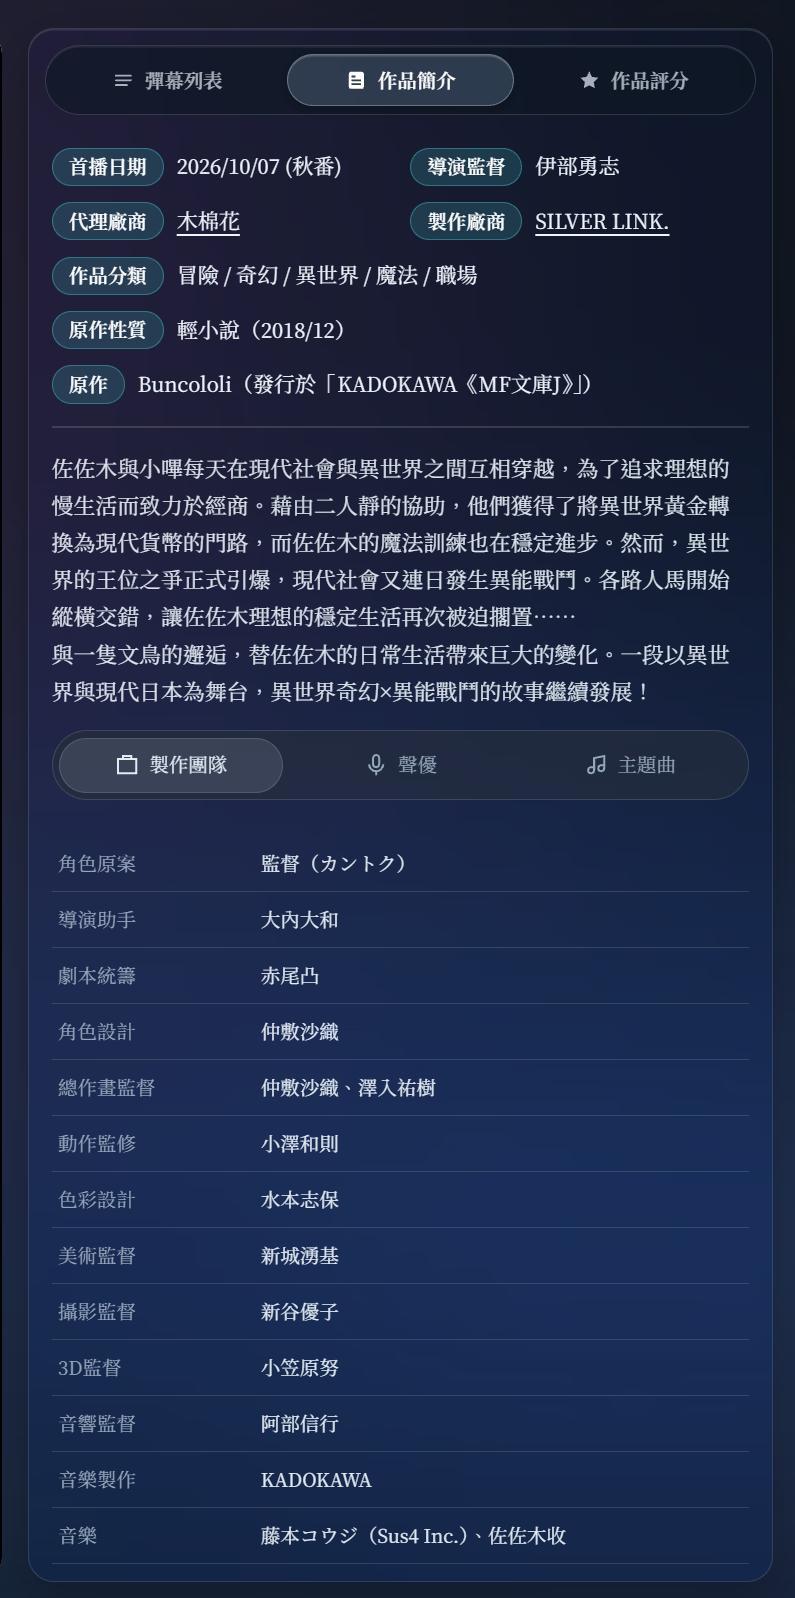 彈幕列表 作品簡介 作品評分
首播日期 2026/10/07 (秋番) 導演監督 伊部勇志
代理廠商 木棉花 製作廠商 SILVER LINK.
作品分類 冒險 / 奇幻 / 異世界 / 魔法 / 職場
原作性質 輕小說（2018/12）
原作 Buncololi（發行於「KADOKAWA《MF文庫J》」）
佐佐木與小嗶每天在現代社會與異世界之間互相穿越，為了追求理想的
慢生活而致力於經商。藉由二人靜的協助，他們獲得了將異世界黃金轉
換為現代貨幣的門路，而佐佐木的魔法訓練也在穩定進步。然而，異世
界的王位之爭正式引爆，現代社會又連日發生異能戰鬥。各路人馬開始
縱橫交錯，讓佐佐木理想的穩定生活再次被迫擱置……
與一隻文鳥的邂逅，替佐佐木的日常生活帶來巨大的變化。一段以異世
界與現代日本為舞台，異世界奇幻×異能戰鬥的故事繼續發展！
製作團隊 聲優 主題曲
角色原案 監督（カントク）
導演助手 大內大和
劇本統籌 赤尾凸
角色設計 仲敷沙織
總作畫監督 仲敷沙織、澤入祐樹
動作監修 小澤和則
色彩設計 水本志保
美術監督 新城湧基
攝影監督 新谷優子
3D監督 小笠原努
音響監督 阿部信行
音樂製作 KADOKAWA
音樂 藤本コウジ（Sus4 Inc.）、佐佐木收